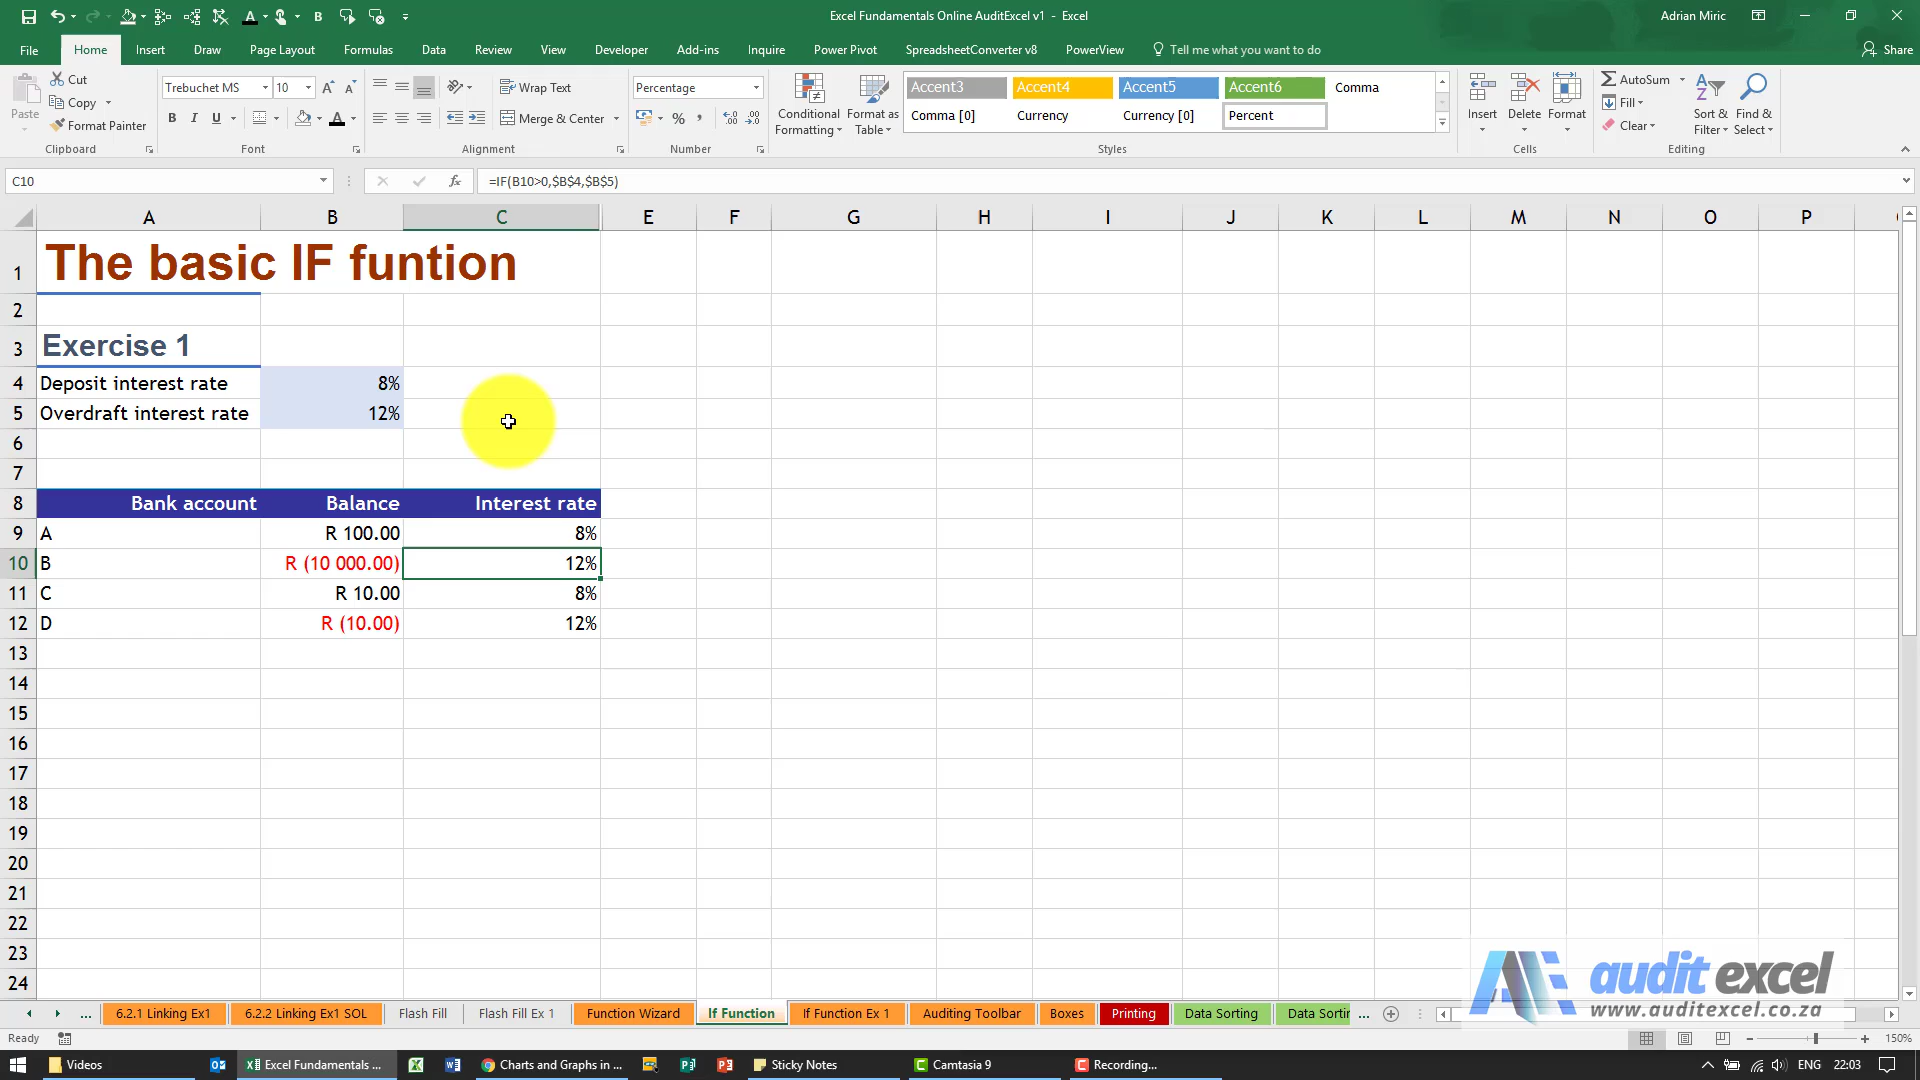 Excel Fundamentals Online AuditExcel v1 - Excel
Adrian Miric
File Home Insert Draw Page Layout Formulas Data Review View Developer Add-ins Inquire Power Pivot SpreadsheetConverter v8 PowerView Tell me what you want to do Share
Paste Cut
Copy
Format Painter
Clipboard
Trebuchet MS 10
B I U
Font
Wrap Text
Merge & Center
Alignment
Percentage
Number
Conditional Formatting
Format as Table
Accent3 Accent4 Accent5 Accent6 Comma
Comma [0] Currency Currency [0] Percent
Styles
Insert Delete Format
Cells
AutoSum
Fill
Clear
Sort & Filter
Find & Select
Editing
C10 fx =IF(B10>0,$B$4,$B$5)
A B C E F G H I J K L M N O P
1 The basic IF funtion
2
3 Exercise 1
4 Deposit interest rate 8%
5 Overdraft interest rate 12%
6
7
8 Bank account Balance Interest rate
9 A R 100.00 8%
10 B R (10 000.00) 12%
11 C R 10.00 8%
12 D R (10.00) 12%
13
14
15
16
17
18
19
20
21
22
23
24
audit excel
www.auditexcel.co.za
... 6.2.1 Linking Ex1 6.2.2 Linking Ex1 SOL Flash Fill Flash Fill Ex 1 Function Wizard If Function If Function Ex 1 Auditing Toolbar Boxes Printing Data Sorting Data Sortir ...
Ready 150%
Videos Excel Fundamentals ... Charts and Graphs in ... Sticky Notes Camtasia 9 Recording... ENG 22:03